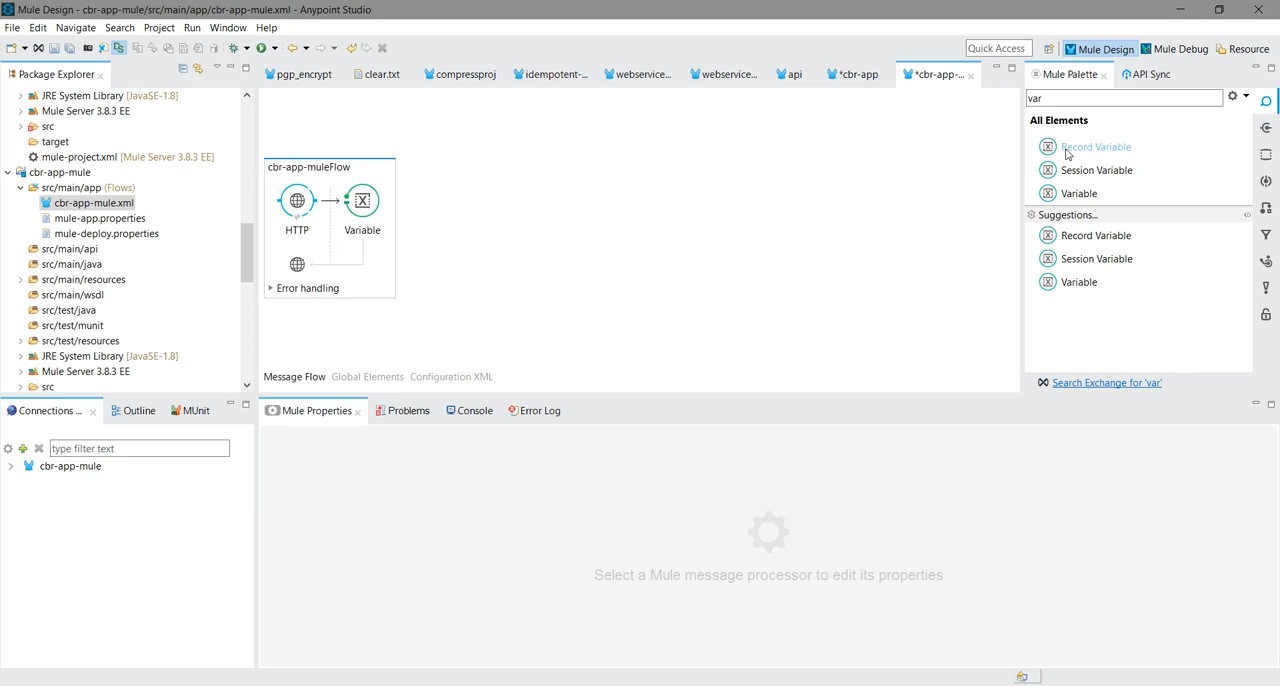 Mule Design - cbr-app-mule/src/main/app/cbr-app-mule.xml - Anypoint Studio
File Edit Navigate Search Project Run Window Help
Quick Access Mule Design Mule Debug Resource
Package Explorer
pgp_encrypt clear.txt compressproj idempotent-... webservice... webservice... api *cbr-app *cbr-app-...
Mule Palette API Sync
JRE System Library [JavaSE-1.8]
Mule Server 3.8.3 EE
src
target
mule-project.xml [Mule Server 3.8.3 EE]
cbr-app-mule
src/main/app (Flows)
cbr-app-mule.xml
mule-app.properties
mule-deploy.properties
src/main/api
src/main/java
src/main/resources
src/main/wsdl
src/test/java
src/test/munit
src/test/resources
JRE System Library [JavaSE-1.8]
Mule Server 3.8.3 EE
src
cbr-app-muleFlow
HTTP Variable
Error handling
Message Flow Global Elements Configuration XML
var
All Elements
Record Variable
Session Variable
Variable
Suggestions...
Record Variable
Session Variable
Variable
Search Exchange for 'var'
Connections ... Outline MUnit
type filter text
cbr-app-mule
Mule Properties Problems Console Error Log
Select a Mule message processor to edit its properties